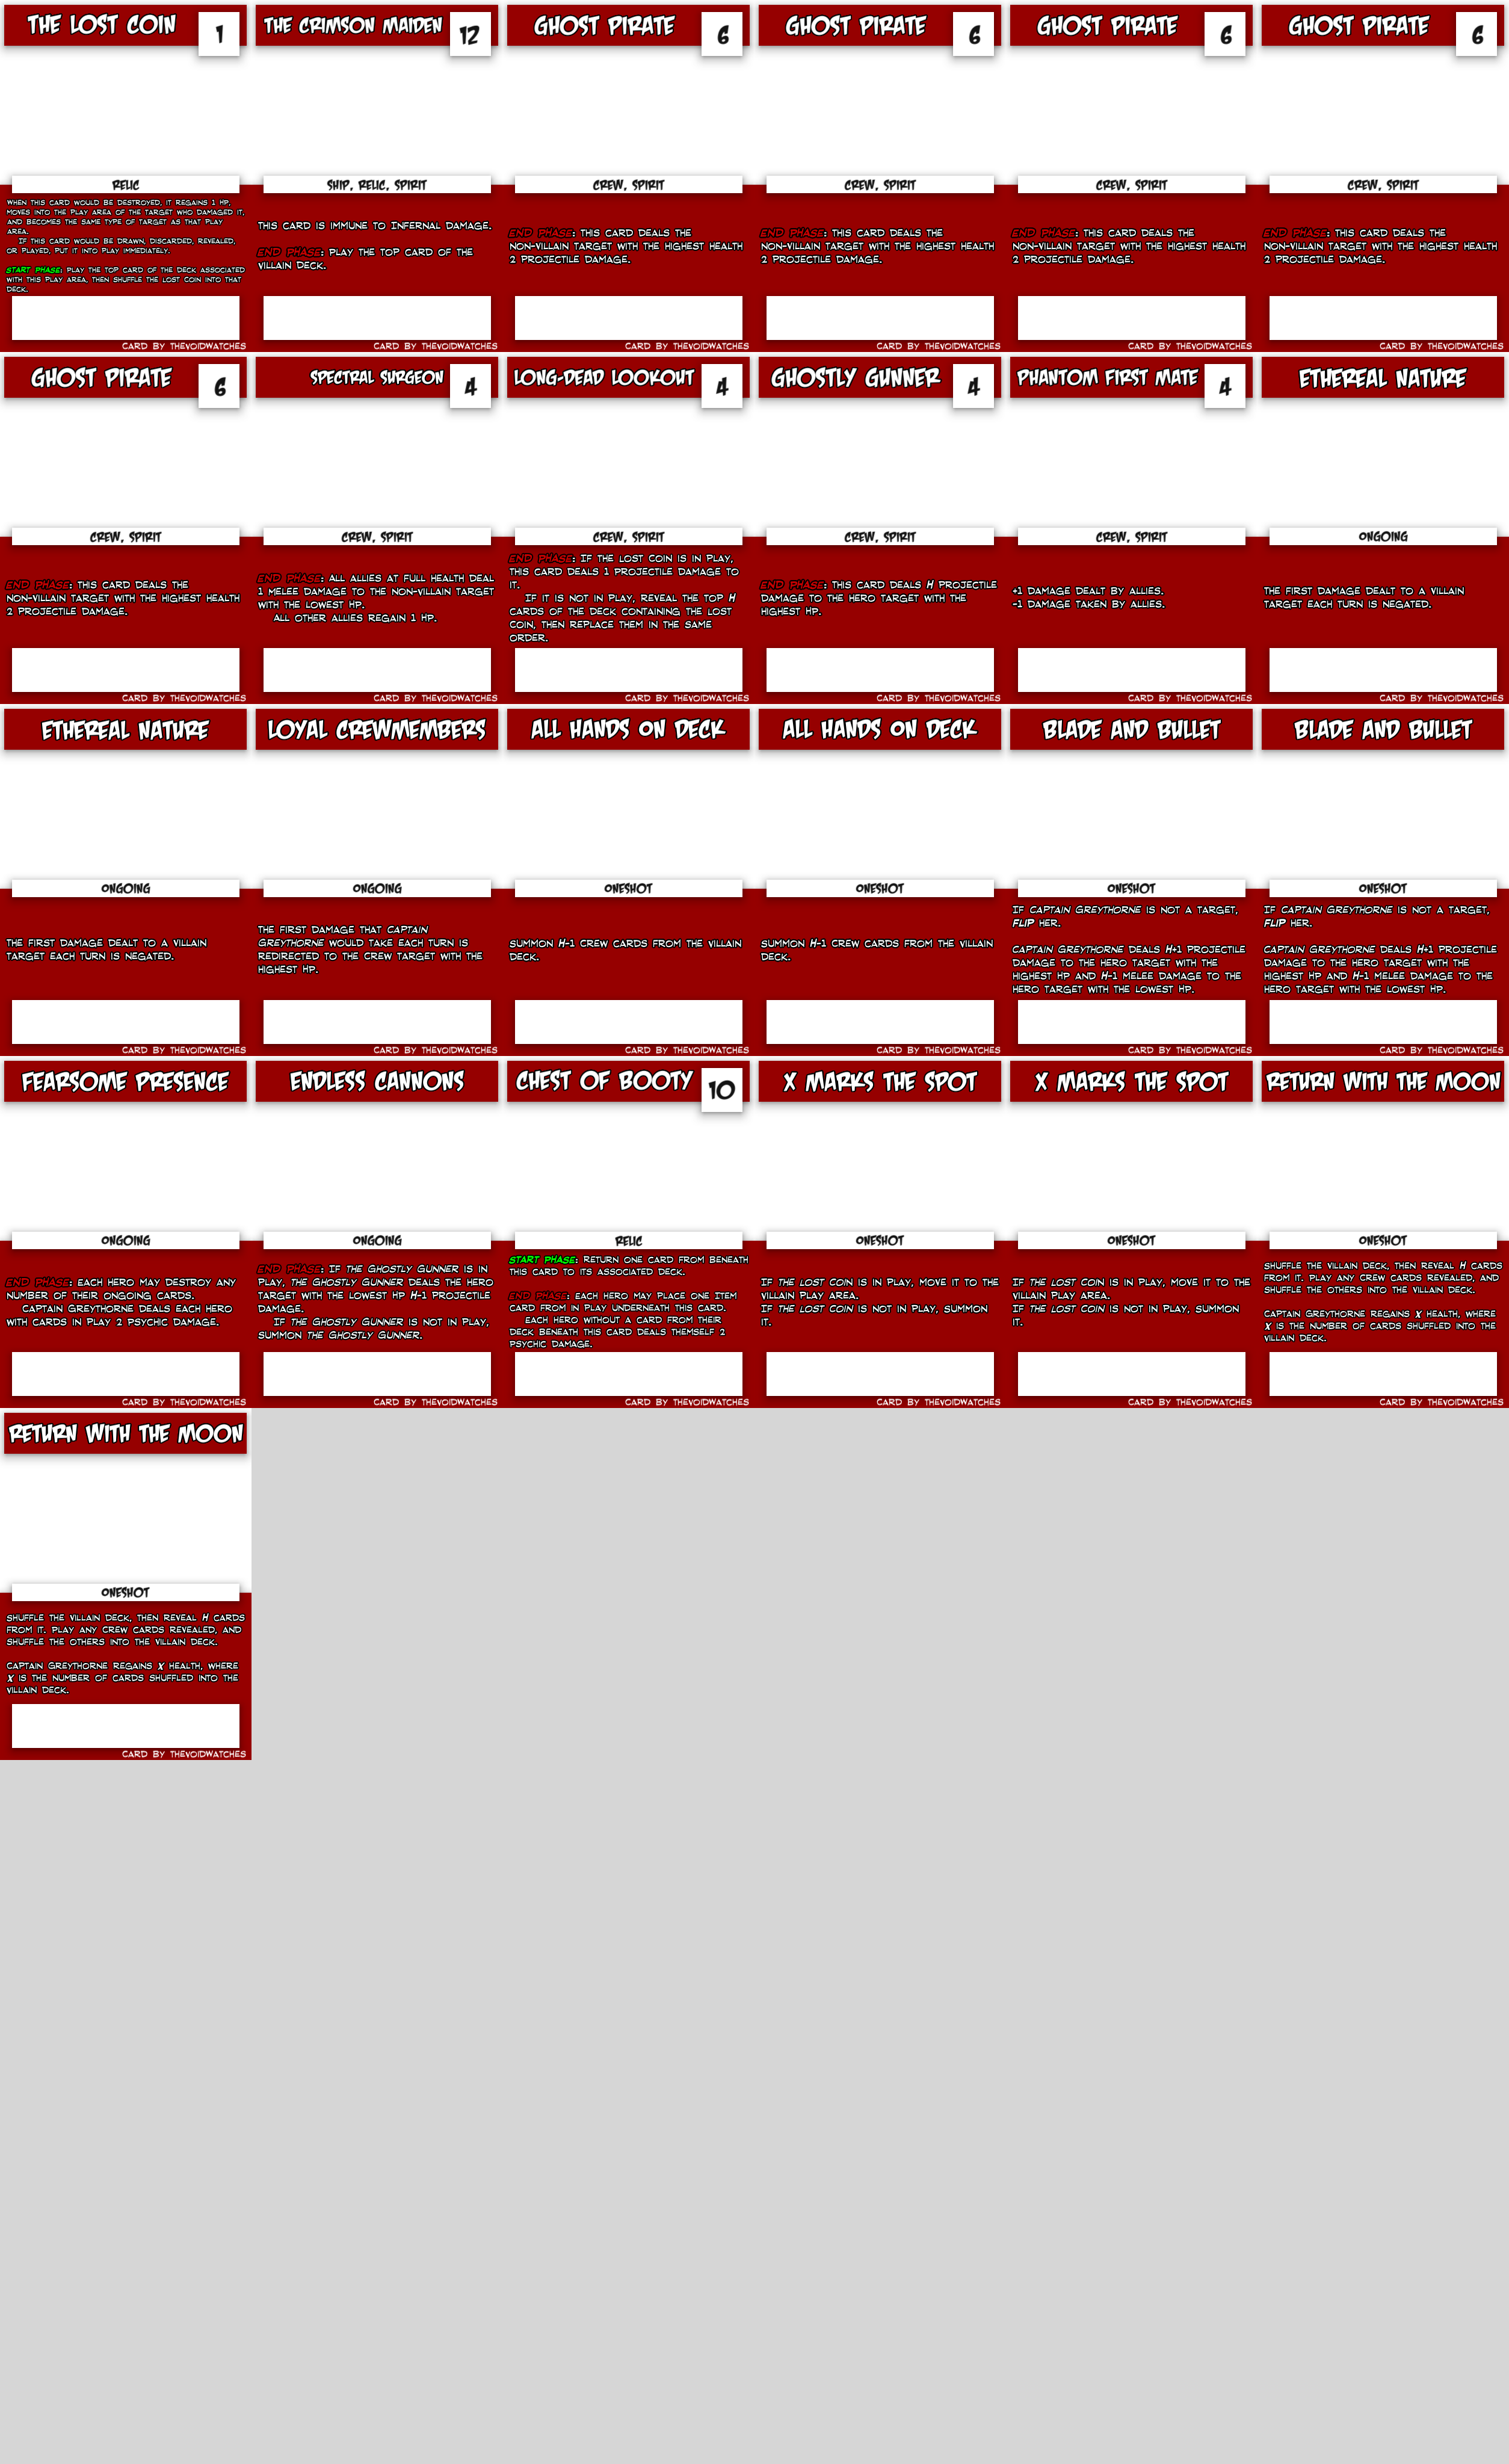 THE LOST COIN
1
RELIC
WHEN THIS CARD WOULD BE DESTROYED, IT REGAINS 1 HP,
MOVES INTO THE PLAY AREA OF THE TARGET WHO DAMAGED IT,
AND BECOMES THE SAME TYPE OF TARGET AS THAT PLAY
AREA.
IF THIS CARD WOULD BE DRAWN, DISCARDED, REVEALED,
OR PLAYED, PUT IT INTO PLAY IMMEDIATELY.
START PHASE: PLAY THE TOP CARD OF THE DECK ASSOCIATED
WITH THIS PLAY AREA, THEN SHUFFLE THE LOST COIN INTO THAT
DECK.
CARD BY THEVOIDWATCHES
THE CRIMSON MAIDEN
12
SHIP, RELIC, SPIRIT
THIS CARD IS IMMUNE TO INFERNAL DAMAGE.
END PHASE: PLAY THE TOP CARD OF THE
VILLAIN DECK.
CARD BY THEVOIDWATCHES
GHOST PIRATE
6
CREW, SPIRIT
END PHASE: THIS CARD DEALS THE
NON-VILLAIN TARGET WITH THE HIGHEST HEALTH
2 PROJECTILE DAMAGE.
CARD BY THEVOIDWATCHES
GHOST PIRATE
6
CREW, SPIRIT
END PHASE: THIS CARD DEALS THE
NON-VILLAIN TARGET WITH THE HIGHEST HEALTH
2 PROJECTILE DAMAGE.
CARD BY THEVOIDWATCHES
GHOST PIRATE
6
CREW, SPIRIT
END PHASE: THIS CARD DEALS THE
NON-VILLAIN TARGET WITH THE HIGHEST HEALTH
2 PROJECTILE DAMAGE.
CARD BY THEVOIDWATCHES
GHOST PIRATE
6
CREW, SPIRIT
END PHASE: THIS CARD DEALS THE
NON-VILLAIN TARGET WITH THE HIGHEST HEALTH
2 PROJECTILE DAMAGE.
CARD BY THEVOIDWATCHES
GHOST PIRATE
6
CREW, SPIRIT
END PHASE: THIS CARD DEALS THE
NON-VILLAIN TARGET WITH THE HIGHEST HEALTH
2 PROJECTILE DAMAGE.
CARD BY THEVOIDWATCHES
SPECTRAL SURGEON
4
CREW, SPIRIT
END PHASE: ALL ALLIES AT FULL HEALTH DEAL
1 MELEE DAMAGE TO THE NON-VILLAIN TARGET
WITH THE LOWEST HP.
ALL OTHER ALLIES REGAIN 1 HP.
CARD BY THEVOIDWATCHES
LONG-DEAD LOOKOUT
4
CREW, SPIRIT
END PHASE: IF THE LOST COIN IS IN PLAY,
THIS CARD DEALS 1 PROJECTILE DAMAGE TO
IT.
IF IT IS NOT IN PLAY, REVEAL THE TOP H
CARDS OF THE DECK CONTAINING THE LOST
COIN, THEN REPLACE THEM IN THE SAME
ORDER.
CARD BY THEVOIDWATCHES
GHOSTLY GUNNER
4
CREW, SPIRIT
END PHASE: THIS CARD DEALS H PROJECTILE
DAMAGE TO THE HERO TARGET WITH THE
HIGHEST HP.
CARD BY THEVOIDWATCHES
PHANTOM FIRST MATE
4
CREW, SPIRIT
+1 DAMAGE DEALT BY ALLIES.
-1 DAMAGE TAKEN BY ALLIES.
CARD BY THEVOIDWATCHES
ETHEREAL NATURE
ONGOING
THE FIRST DAMAGE DEALT TO A VILLAIN
TARGET EACH TURN IS NEGATED.
CARD BY THEVOIDWATCHES
ETHEREAL NATURE
ONGOING
THE FIRST DAMAGE DEALT TO A VILLAIN
TARGET EACH TURN IS NEGATED.
CARD BY THEVOIDWATCHES
LOYAL CREWMEMBERS
ONGOING
THE FIRST DAMAGE THAT CAPTAIN
GREYTHORNE WOULD TAKE EACH TURN IS
REDIRECTED TO THE CREW TARGET WITH THE
HIGHEST HP.
CARD BY THEVOIDWATCHES
ALL HANDS ON DECK
ONESHOT
SUMMON H-1 CREW CARDS FROM THE VILLAIN
DECK.
CARD BY THEVOIDWATCHES
ALL HANDS ON DECK
ONESHOT
SUMMON H-1 CREW CARDS FROM THE VILLAIN
DECK.
CARD BY THEVOIDWATCHES
BLADE AND BULLET
ONESHOT
IF CAPTAIN GREYTHORNE IS NOT A TARGET,
FLIP HER.
CAPTAIN GREYTHORNE DEALS H+1 PROJECTILE
DAMAGE TO THE HERO TARGET WITH THE
HIGHEST HP AND H-1 MELEE DAMAGE TO THE
HERO TARGET WITH THE LOWEST HP.
CARD BY THEVOIDWATCHES
BLADE AND BULLET
ONESHOT
IF CAPTAIN GREYTHORNE IS NOT A TARGET,
FLIP HER.
CAPTAIN GREYTHORNE DEALS H+1 PROJECTILE
DAMAGE TO THE HERO TARGET WITH THE
HIGHEST HP AND H-1 MELEE DAMAGE TO THE
HERO TARGET WITH THE LOWEST HP.
CARD BY THEVOIDWATCHES
FEARSOME PRESENCE
ONGOING
END PHASE: EACH HERO MAY DESTROY ANY
NUMBER OF THEIR ONGOING CARDS.
CAPTAIN GREYTHORNE DEALS EACH HERO
WITH CARDS IN PLAY 2 PSYCHIC DAMAGE.
CARD BY THEVOIDWATCHES
ENDLESS CANNONS
ONGOING
END PHASE: IF THE GHOSTLY GUNNER IS IN
PLAY, THE GHOSTLY GUNNER DEALS THE HERO
TARGET WITH THE LOWEST HP H-1 PROJECTILE
DAMAGE.
IF THE GHOSTLY GUNNER IS NOT IN PLAY,
SUMMON THE GHOSTLY GUNNER.
CARD BY THEVOIDWATCHES
CHEST OF BOOTY
10
RELIC
START PHASE: RETURN ONE CARD FROM BENEATH
THIS CARD TO ITS ASSOCIATED DECK.
END PHASE: EACH HERO MAY PLACE ONE ITEM
CARD FROM IN PLAY UNDERNEATH THIS CARD.
EACH HERO WITHOUT A CARD FROM THEIR
DECK BENEATH THIS CARD DEALS THEMSELF 2
PSYCHIC DAMAGE.
CARD BY THEVOIDWATCHES
X MARKS THE SPOT
ONESHOT
IF THE LOST COIN IS IN PLAY, MOVE IT TO THE
VILLAIN PLAY AREA.
IF THE LOST COIN IS NOT IN PLAY, SUMMON
IT.
CARD BY THEVOIDWATCHES
X MARKS THE SPOT
ONESHOT
IF THE LOST COIN IS IN PLAY, MOVE IT TO THE
VILLAIN PLAY AREA.
IF THE LOST COIN IS NOT IN PLAY, SUMMON
IT.
CARD BY THEVOIDWATCHES
RETURN WITH THE MOON
ONESHOT
SHUFFLE THE VILLAIN DECK, THEN REVEAL H CARDS
FROM IT. PLAY ANY CREW CARDS REVEALED, AND
SHUFFLE THE OTHERS INTO THE VILLAIN DECK.
CAPTAIN GREYTHORNE REGAINS X HEALTH, WHERE
X IS THE NUMBER OF CARDS SHUFFLED INTO THE
VILLAIN DECK.
CARD BY THEVOIDWATCHES
RETURN WITH THE MOON
ONESHOT
SHUFFLE THE VILLAIN DECK, THEN REVEAL H CARDS
FROM IT. PLAY ANY CREW CARDS REVEALED, AND
SHUFFLE THE OTHERS INTO THE VILLAIN DECK.
CAPTAIN GREYTHORNE REGAINS X HEALTH, WHERE
X IS THE NUMBER OF CARDS SHUFFLED INTO THE
VILLAIN DECK.
CARD BY THEVOIDWATCHES